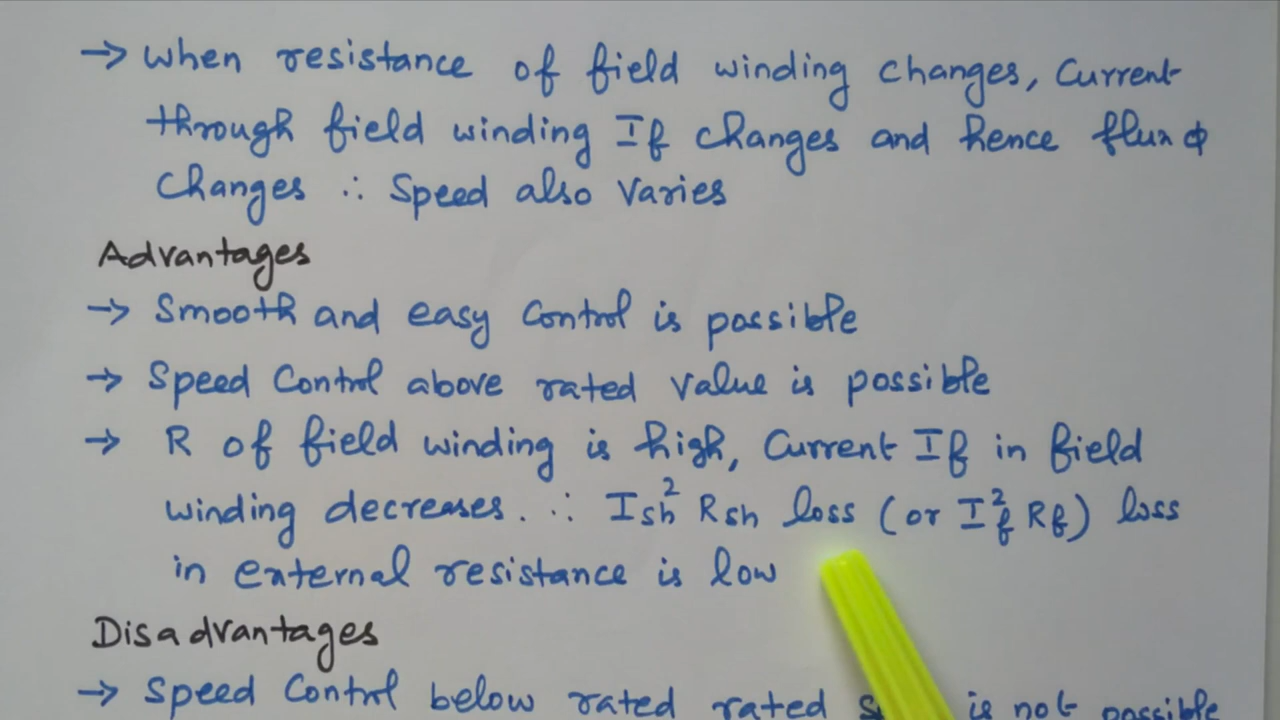 → When resistance of field winding changes, Current
through field winding If changes and hence flux ϕ
Changes ∴ Speed also Varies
Advantages
→ Smooth and easy Control is possible
→ Speed Control above rated value is possible
→ R of field winding is high, Current If in field
winding decreases. ∴ Ish² Rsh loss (or If² Rf) loss
in external resistance is low
Disadvantages
→ Speed Control below rated rated is not possible